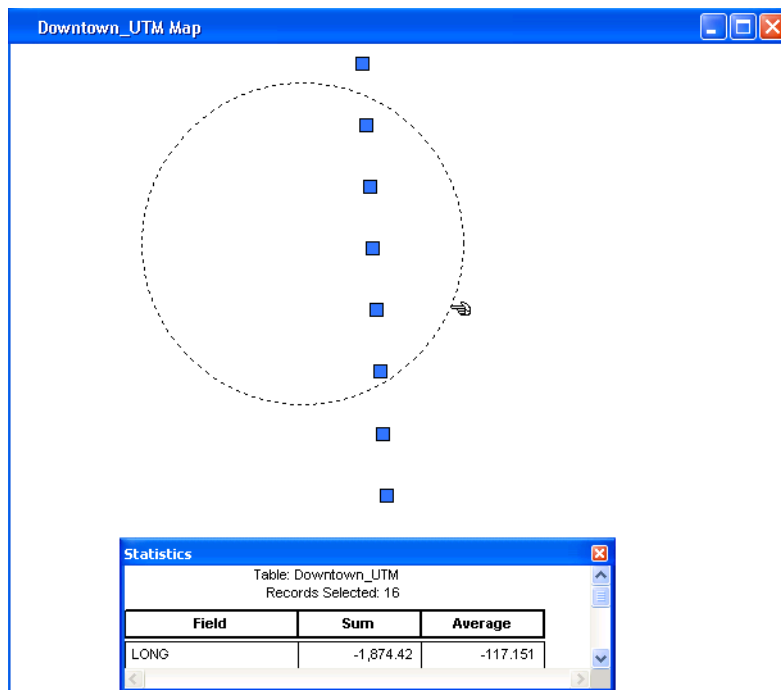 Downtown_UTM Map
Statistics
Table: Downtown_UTM
Records Selected: 16
Field Sum Average
LONG -1,874.42 -117.151